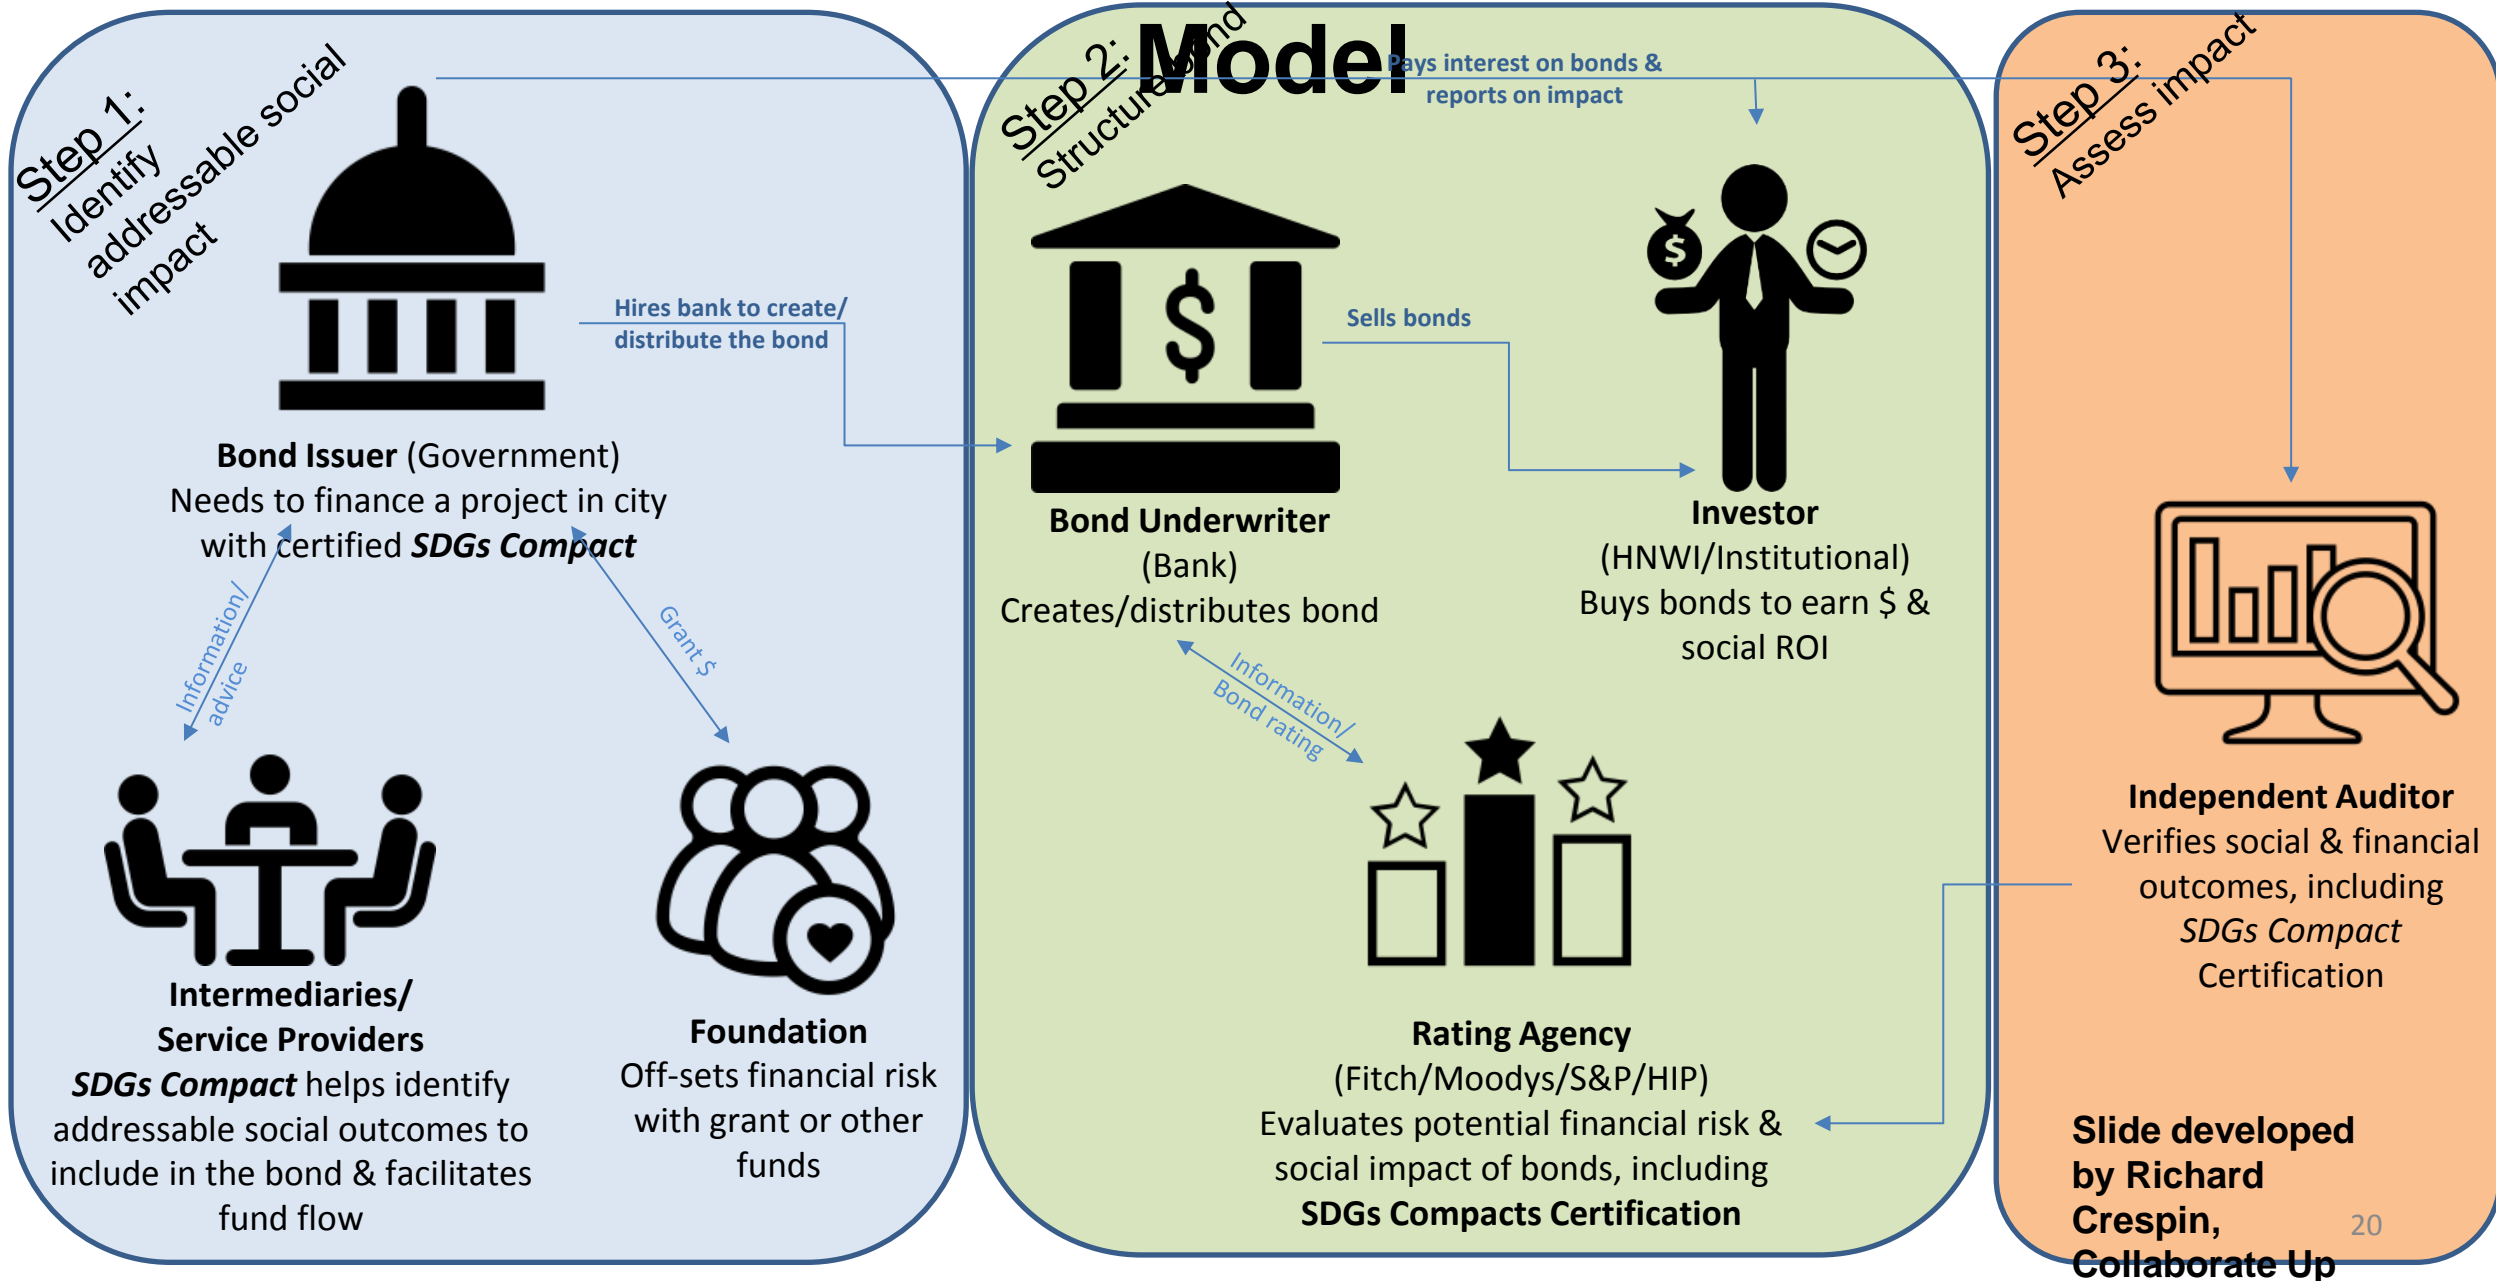 Model
Step 1:
Identify
addressable social
impact
Bond Issuer (Government)
Needs to finance a project in city
with certified SDGs Compact
Hires bank to create/
distribute the bond
Information/
advice
Grant $
Intermediaries/
Service Providers
SDGs Compact helps identify
addressable social outcomes to
include in the bond & facilitates
fund flow
Foundation
Off-sets financial risk
with grant or other
funds
Step 2:
Structure bond
Pays interest on bonds &
reports on impact
$
Bond Underwriter
(Bank)
Creates/distributes bond
Sells bonds
$
Investor
(HNWI/Institutional)
Buys bonds to earn $ &
social ROI
Information/
Bond rating
Rating Agency
(Fitch/Moodys/S&P/HIP)
Evaluates potential financial risk &
social impact of bonds, including
SDGs Compacts Certification
Step 3:
Assess impact
Independent Auditor
Verifies social & financial
outcomes, including
SDGs Compact
Certification
Slide developed
by Richard
Crespin,
Collaborate Up
20